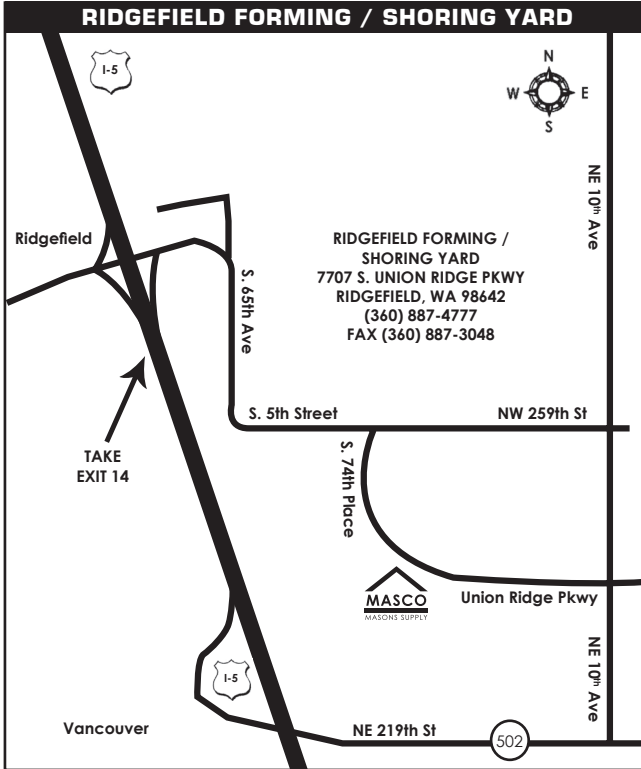 RIDGEFIELD FORMING / SHORING YARD
I-5
N
W E
S
NE 10th Ave
Ridgefield
RIDGEFIELD FORMING /
SHORING YARD
7707 S. UNION RIDGE PKWY
RIDGEFIELD, WA 98642
(360) 887-4777
FAX (360) 887-3048
S. 65th Ave
S. 5th Street
NW 259th St
TAKE
EXIT 14
S. 74th Place
MASCO
MASONS SUPPLY
Union Ridge Pkwy
I-5
NE 10th Ave
Vancouver
NE 219th St
502